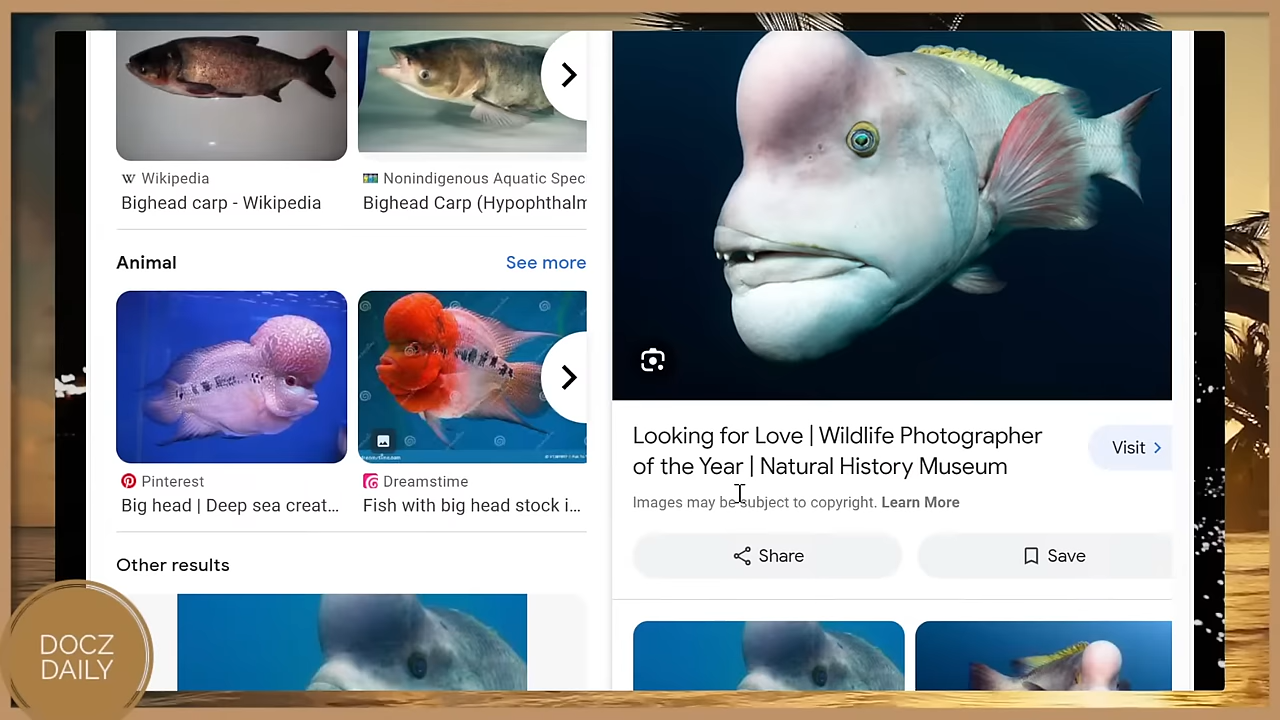 Wikipedia
Bighead carp - Wikipedia
Nonindigenous Aquatic Spec
Bighead Carp (Hypophthalm
Animal
See more
Pinterest
Big head | Deep sea creat...
Dreamstime
Fish with big head stock i...
Other results
Looking for Love | Wildlife Photographer
of the Year | Natural History Museum
Visit
Images may be subject to copyright. Learn More
Share
Save
DOCZ
DAILY